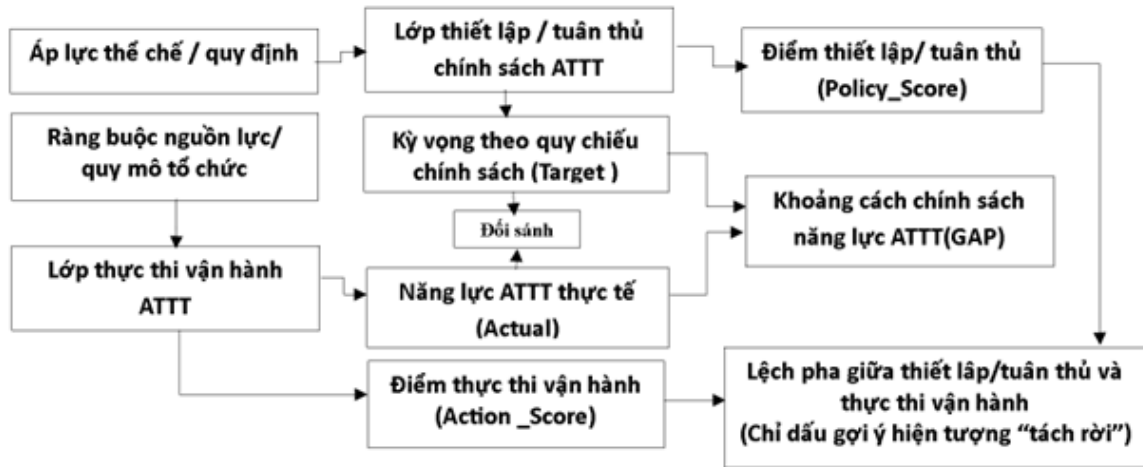 Áp lực thể chế / quy định
Lớp thiết lập / tuân thủ
chính sách ATTT
Điểm thiết lập/ tuân thủ
(Policy_Score)
Ràng buộc nguồn lực/
quy mô tổ chức
Kỳ vọng theo quy chiếu
chính sách (Target )
Đối sánh
Khoảng cách chính sách
năng lực ATTT(GAP)
Lớp thực thi vận hành
ATTT
Năng lực ATTT thực tế
(Actual)
Điểm thực thi vận hành
(Action _Score)
Lệch pha giữa thiết lâp/tuân thủ và
thực thi vận hành
(Chỉ dấu gợi ý hiện tượng “tách rời”)